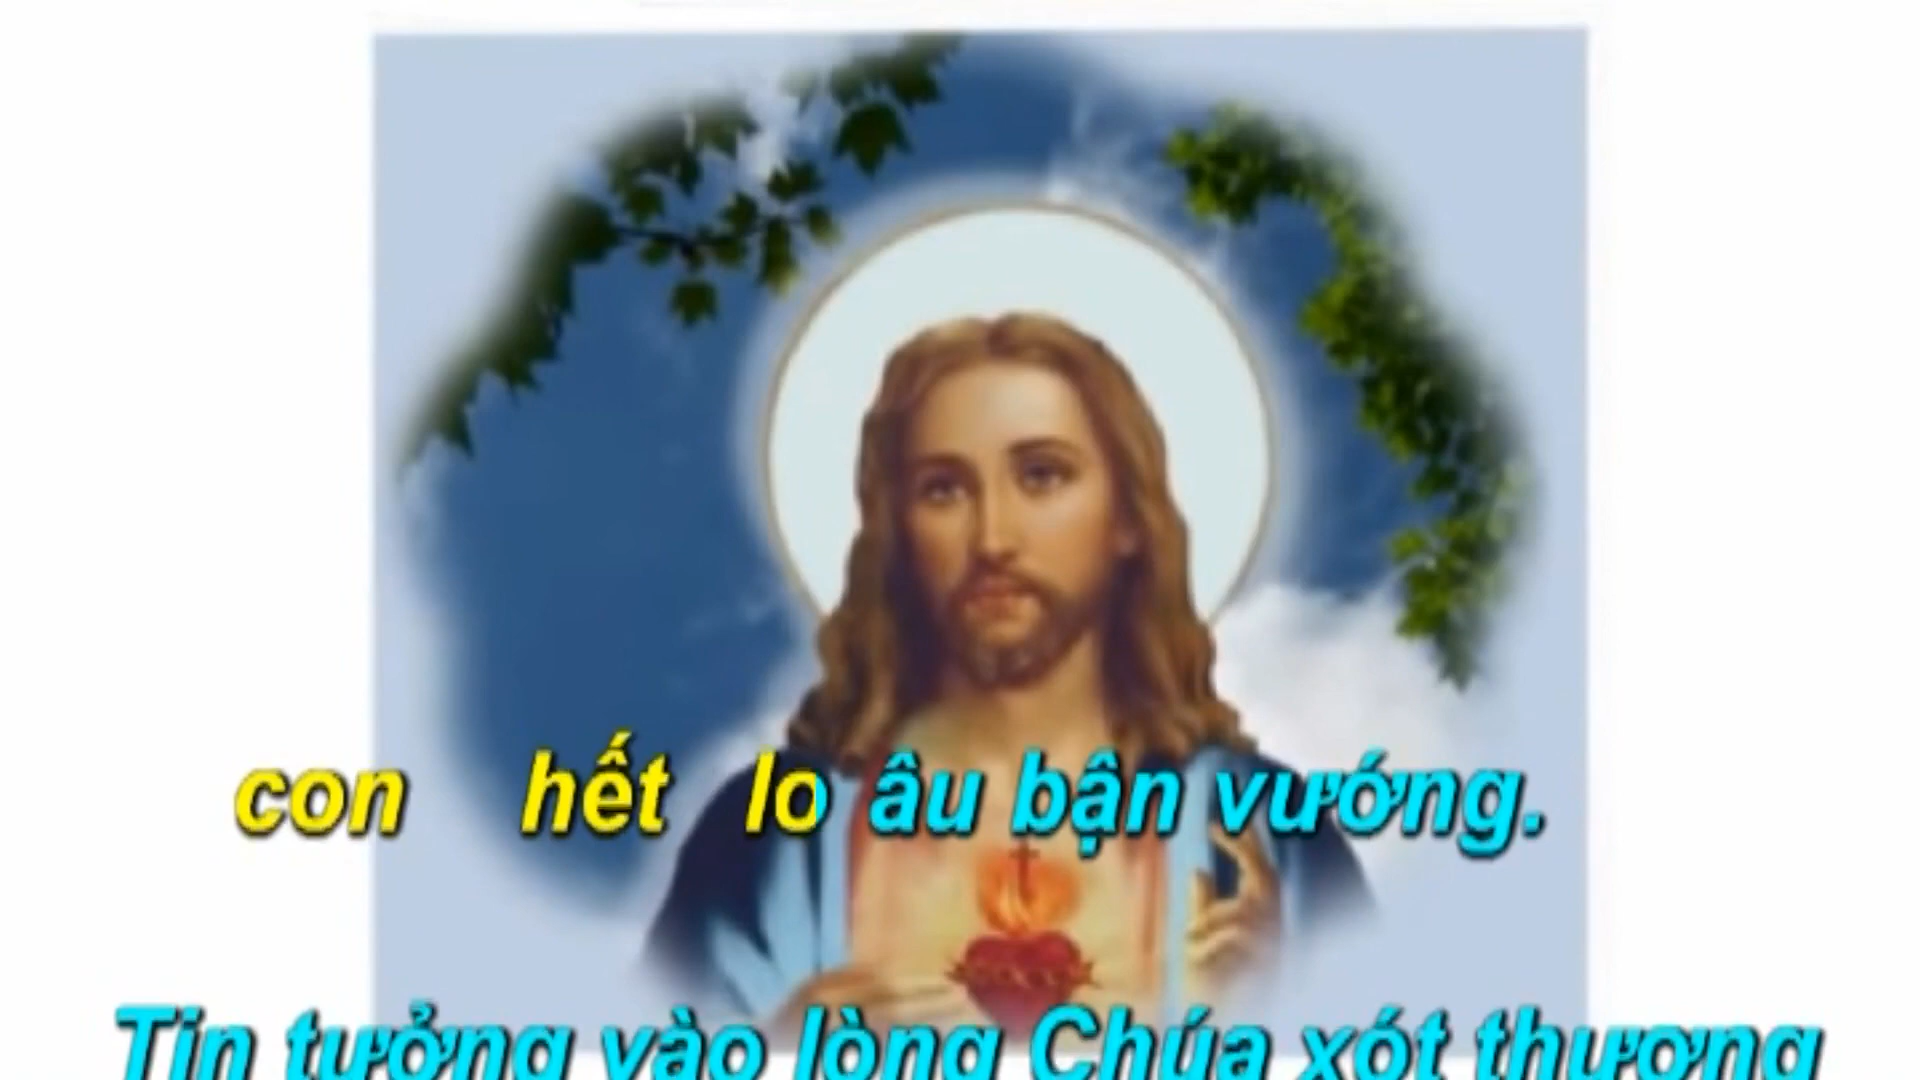 con hết lo âu bận vướng.
Tin tưởng vào lòng Chúa xót thương